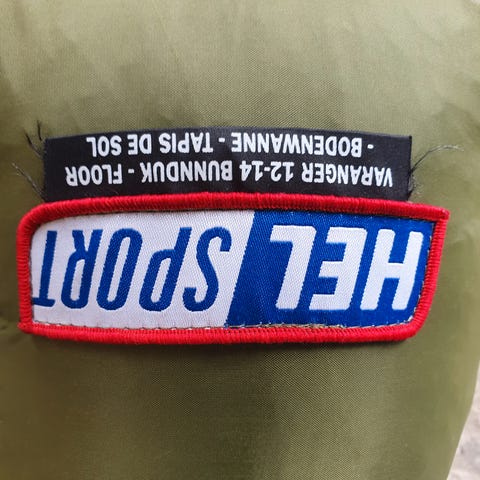 HELSPORT
VARANGER 12-14 BUNNDUK - FLOOR
- BODENWANNE - TAPIS DE SOL